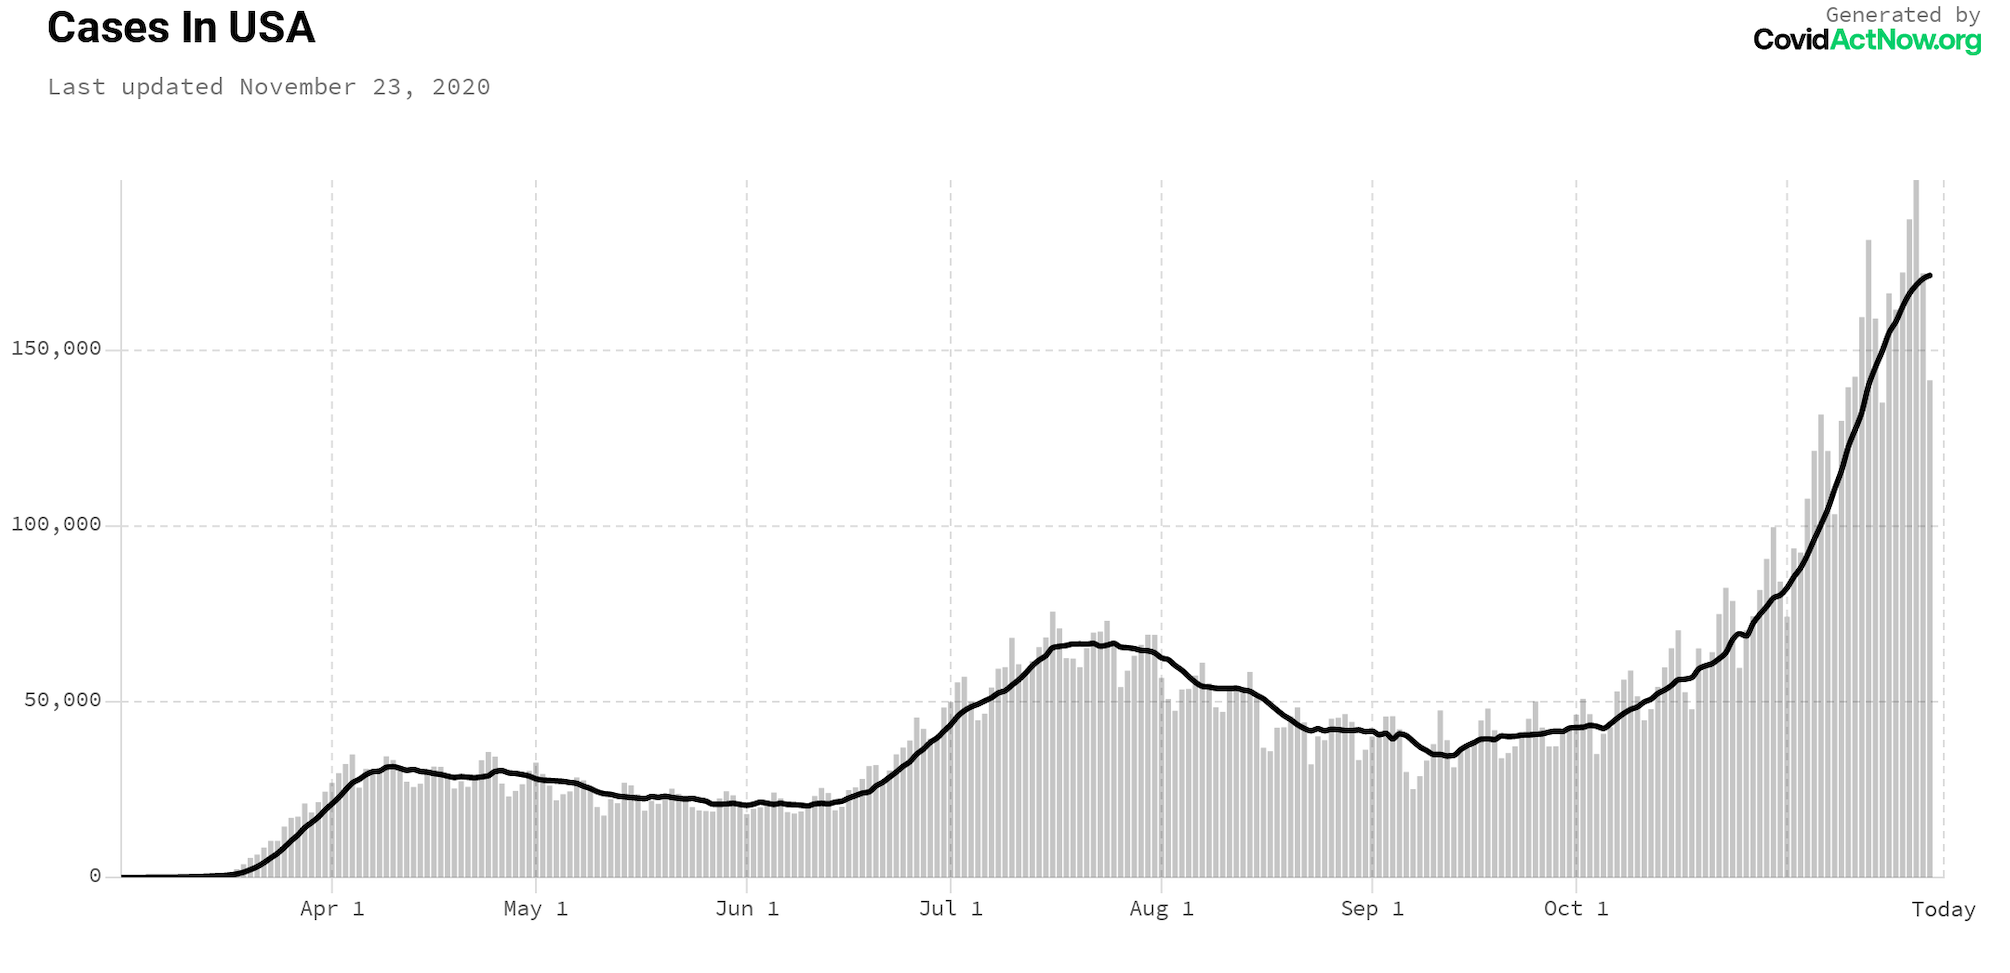 Cases In USA
Generated by
CovidActNow.org
Last updated November 23, 2020
150,000
100,000
50,000
0
Apr 1
May 1
Jun 1
Jul 1
Aug 1
Sep 1
Oct 1
Today